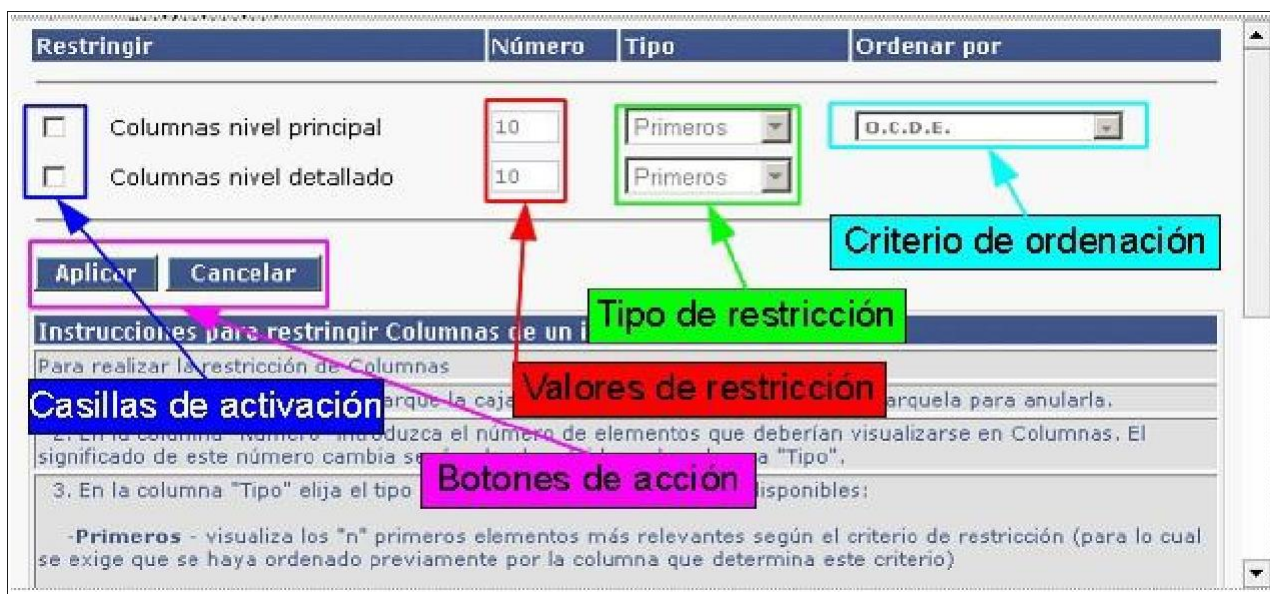 Restringir Número Tipo Ordenar por
Columnas nivel principal 10 Primeros O.C.D.E.
Columnas nivel detallado 10 Primeros
Criterio de ordenación
Aplicar Cancelar
Tipo de restricción
Instrucciones para restringir Columnas de un
Para realizar la restricción de Columnas
Valores de restricción
Casillas de activación
arque la caja arquela para anularla.
2. En la columna "Número" introduzca el número de elementos que deberían visualizarse en Columnas. El
significado de este número cambia "Tipo".
Botones de acción
3. En la columna "Tipo" elija el tipo disponibles:
-Primeros - visualiza los "n" primeros elementos más relevantes según el criterio de restricción (para lo cual
se exige que se haya ordenado previamente por la columna que determina este criterio)